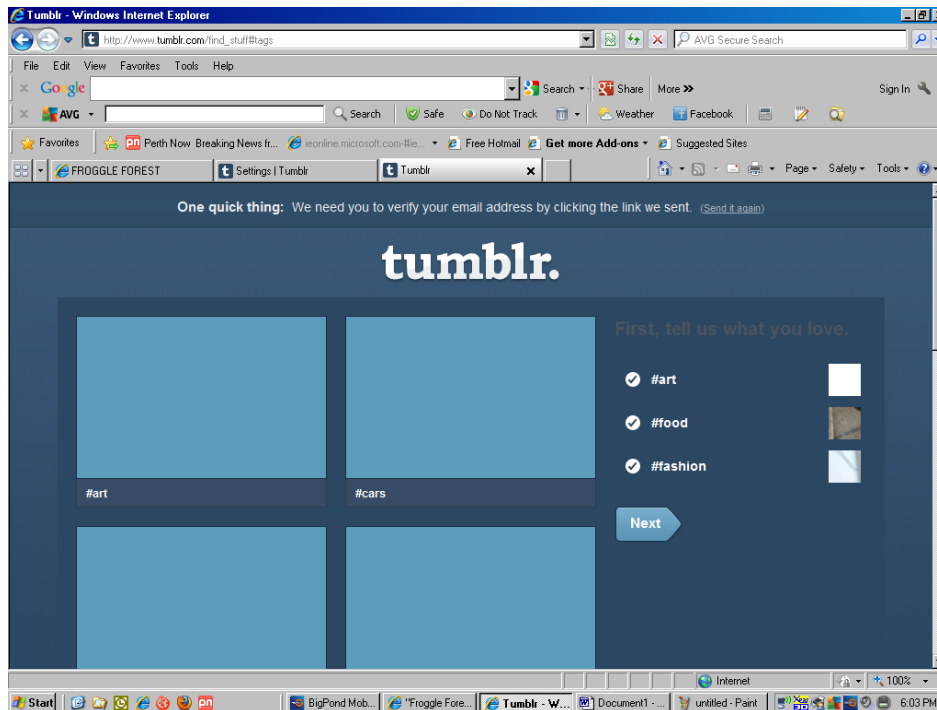 Tumblr - Windows Internet Explorer
http://www.tumblr.com/find_stuff#tags
AVG Secure Search
File Edit View Favorites Tools Help
Google Search Share More >> Sign In
AVG Search Safe Do Not Track Weather Facebook
Favorites Perth Now Breaking News fr... ieonline.microsoft.com-#ie... Free Hotmail Get more Add-ons Suggested Sites
FROGGLE FOREST Settings | Tumblr Tumblr Page Safety Tools
One quick thing: We need you to verify your email address by clicking the link we sent. (Send it again)
tumblr.
First, tell us what you love.
#art
#food
#fashion
Next
#art #cars
Internet 100%
Start BigPond Mob... "Froggle Fore... Tumblr - W... Document1 - ... untitled - Paint 6:03 PM